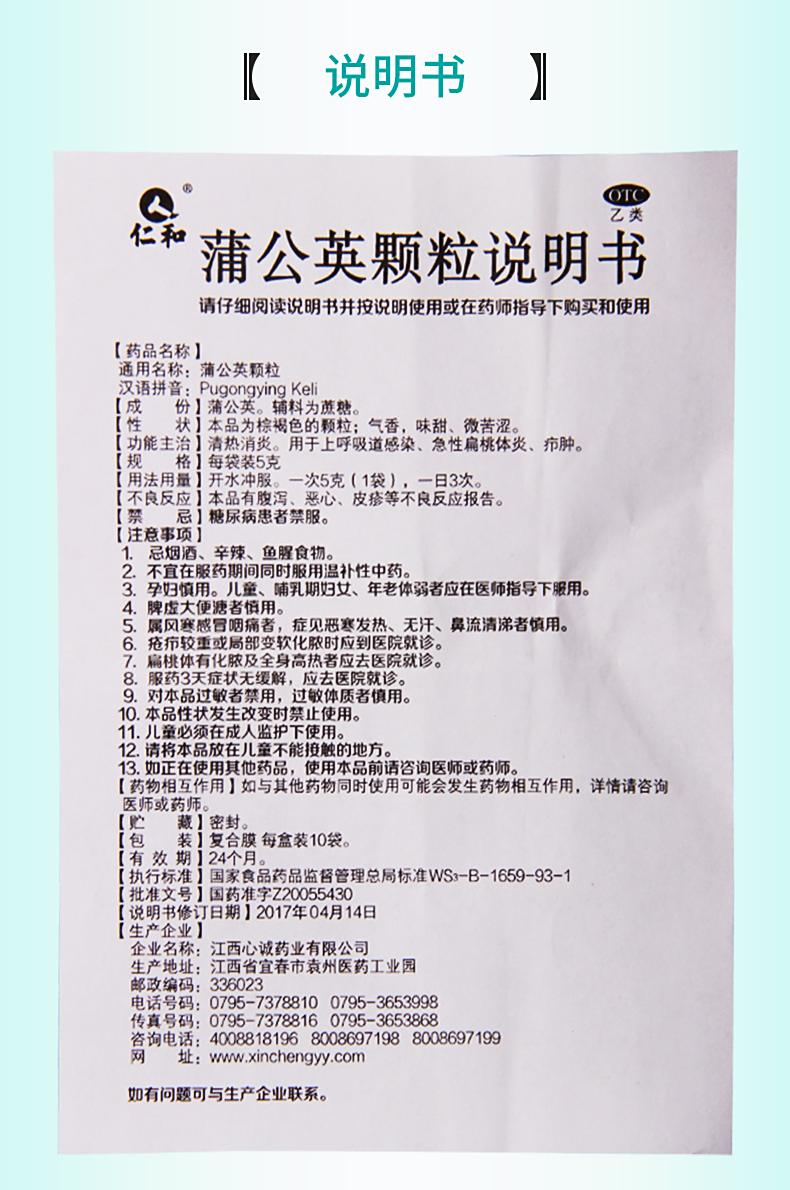 【 说明书 】
OTC
乙类
®
仁和
蒲公英颗粒说明书
请仔细阅读说明书并按说明使用或在药师指导下购买和使用
【药品名称】
通用名称：蒲公英颗粒
汉语拼音：Pugongying Keli
【成 份】蒲公英。辅料为蔗糖。
【性 状】本品为棕褐色的颗粒；气香，味甜、微苦涩。
【功能主治】清热消炎。用于上呼吸道感染、急性扁桃体炎、疖肿。
【规 格】每袋装5克
【用法用量】开水冲服。一次5克（1袋），一日3次。
【不良反应】本品有腹泻、恶心、皮疹等不良反应报告。
【禁 忌】糖尿病患者禁服。
【注意事项】
1. 忌烟酒、辛辣、鱼腥食物。
2. 不宜在服药期间同时服用温补性中药。
3. 孕妇慎用。儿童、哺乳期妇女、年老体弱者应在医师指导下服用。
4. 脾虚大便溏者慎用。
5. 属风寒感冒咽痛者，症见恶寒发热、无汗、鼻流清涕者慎用。
6. 疮疖较重或局部变软化脓时应到医院就诊。
7. 扁桃体有化脓及全身高热者应去医院就诊。
8. 服药3天症状无缓解，应去医院就诊。
9. 对本品过敏者禁用，过敏体质者慎用。
10. 本品性状发生改变时禁止使用。
11. 儿童必须在成人监护下使用。
12. 请将本品放在儿童不能接触的地方。
13. 如正在使用其他药品，使用本品前请咨询医师或药师。
【药物相互作用】如与其他药物同时使用可能会发生药物相互作用，详情请咨询
医师或药师。
【贮 藏】密封。
【包 装】复合膜 每盒装10袋。
【有 效 期】24个月。
【执行标准】国家食品药品监督管理总局标准WS₃-B-1659-93-1
【批准文号】国药准字Z20055430
【说明书修订日期】2017年04月14日
【生产企业】
企业名称：江西心诚药业有限公司
生产地址：江西省宜春市袁州医药工业园
邮政编码：336023
电话号码：0795-7378810 0795-3653998
传真号码：0795-7378816 0795-3653868
咨询电话：4008818196 8008697198 8008697199
网 址：www.xinchengyy.com
如有问题可与生产企业联系。